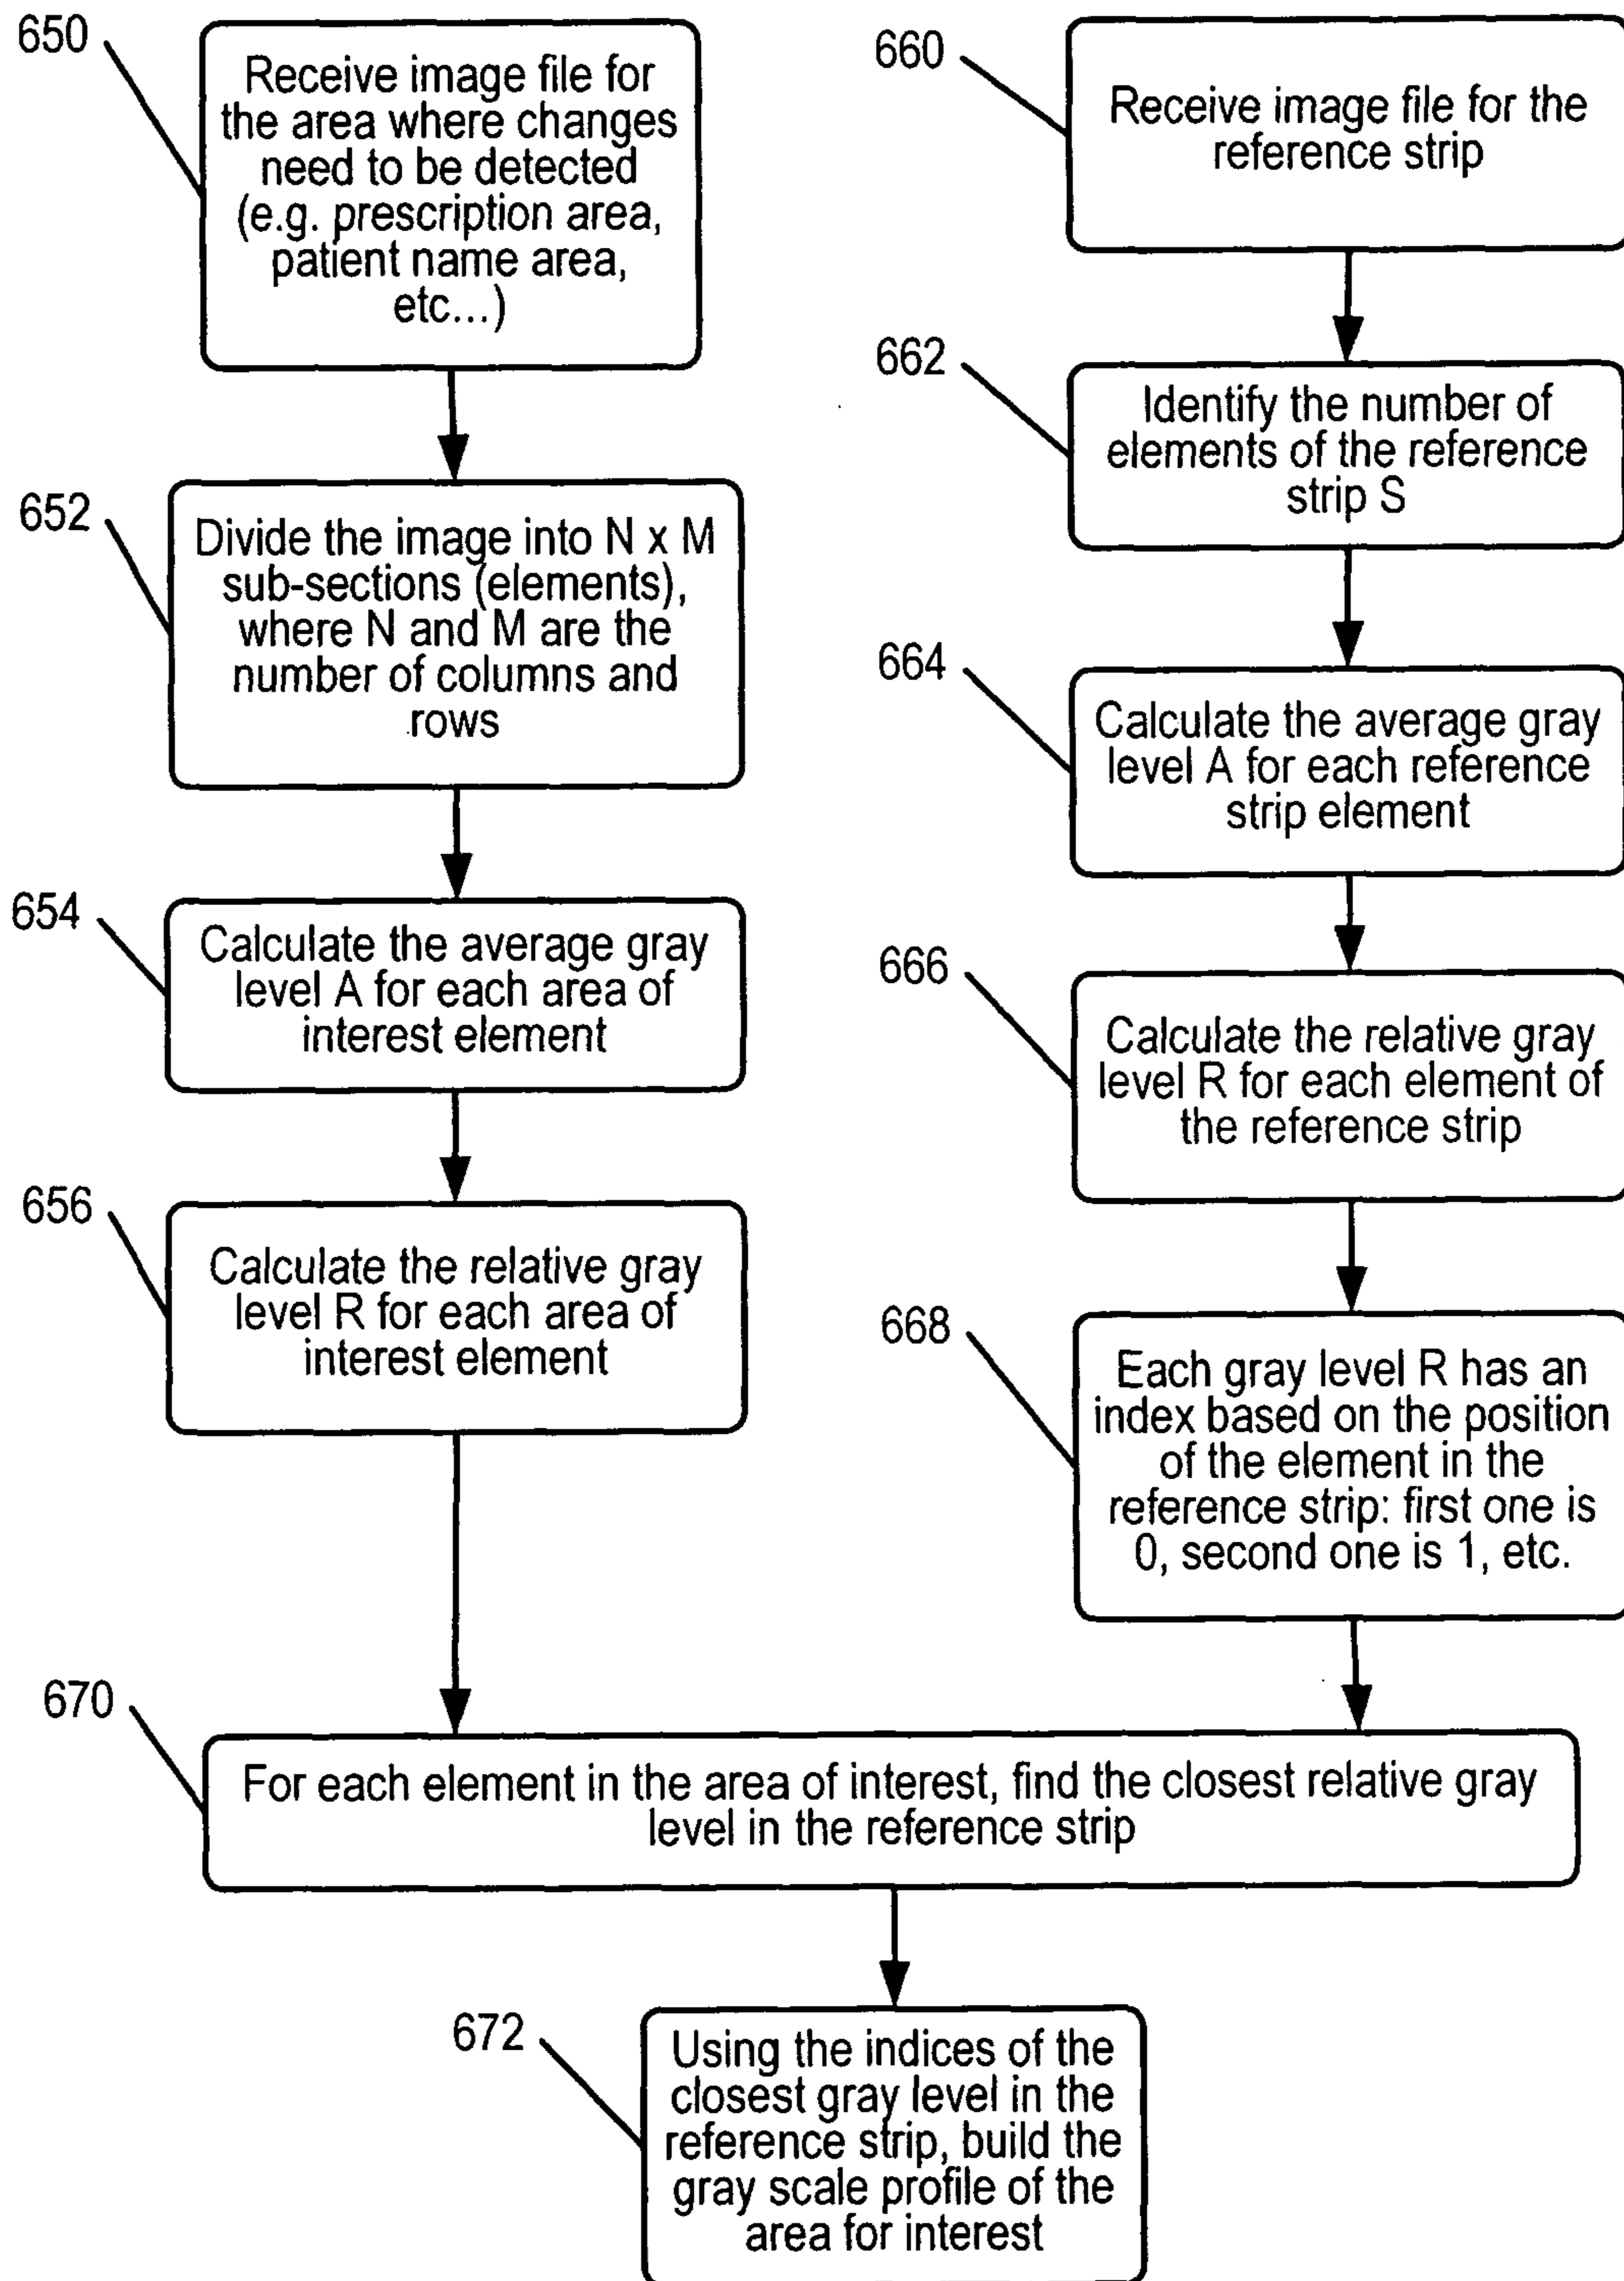 650
Receive image file for
the area where changes
need to be detected
(e.g. prescription area,
patient name area,
etc...)
652
Divide the image into N x M
sub-sections (elements),
where N and M are the
number of columns and
rows
654
Calculate the average gray
level A for each area of
interest element
656
Calculate the relative gray
level R for each area of
interest element
660
Receive image file for the
reference strip
662
Identify the number of
elements of the reference
strip S
664
Calculate the average gray
level A for each reference
strip element
666
Calculate the relative gray
level R for each element of
the reference strip
668
Each gray level R has an
index based on the position
of the element in the
reference strip: first one is
0, second one is 1, etc.
670
For each element in the area of interest, find the closest relative gray
level in the reference strip
672
Using the indices of the
closest gray level in the
reference strip, build the
gray scale profile of the
area for interest